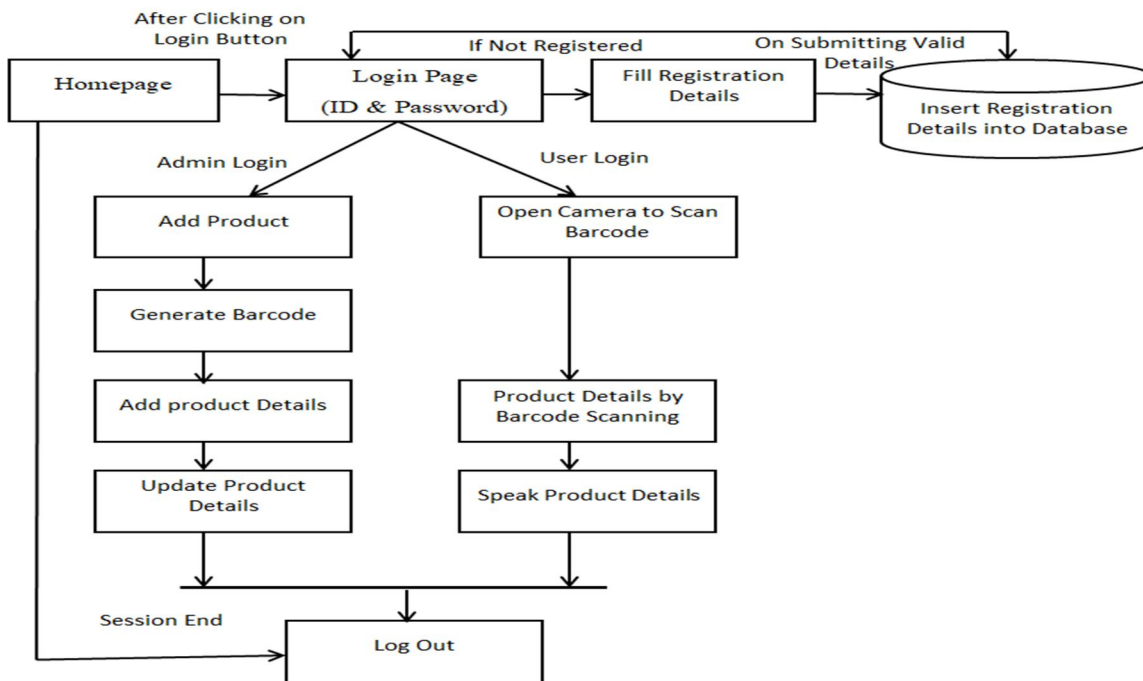 After Clicking on
Login Button
If Not Registered
On Submitting Valid
Details
Homepage
Login Page
(ID & Password)
Fill Registration
Details
Insert Registration
Details into Database
Admin Login
User Login
Add Product
Open Camera to Scan
Barcode
Generate Barcode
Add product Details
Product Details by
Barcode Scanning
Update Product
Details
Speak Product Details
Session End
Log Out